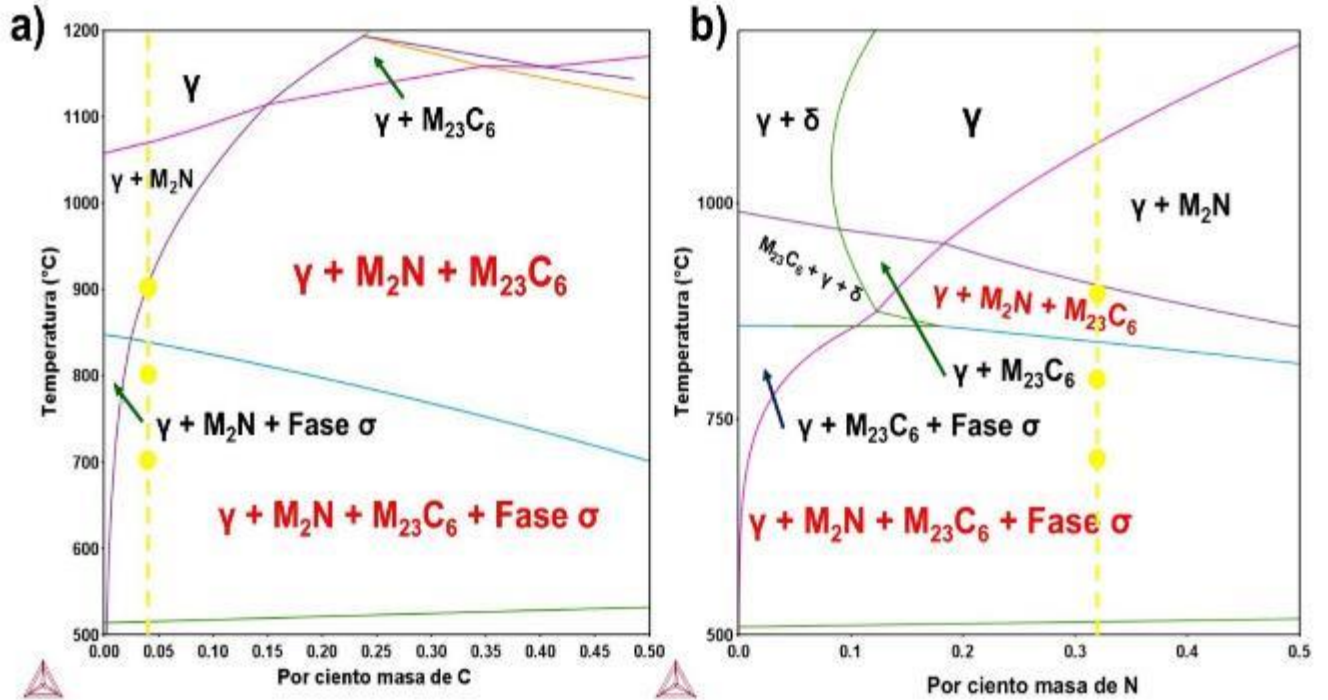 a)
1200
1100
1000
900
800
700
600
500
Temperatura (°C)
γ
γ + M₂₃C₆
γ + M₂N
γ + M₂N + M₂₃C₆
γ + M₂N + Fase σ
γ + M₂N + M₂₃C₆ + Fase σ
0.00 0.05 0.10 0.15 0.20 0.25 0.30 0.35 0.40 0.45 0.50
Por ciento masa de C
b)
1000
750
500
Temperatura (°C)
γ + δ
γ
γ + M₂N
M₂₃C₆ + γ + δ
γ + M₂N + M₂₃C₆
γ + M₂₃C₆
γ + M₂₃C₆ + Fase σ
γ + M₂N + M₂₃C₆ + Fase σ
0.0 0.1 0.2 0.3 0.4 0.5
Por ciento masa de N